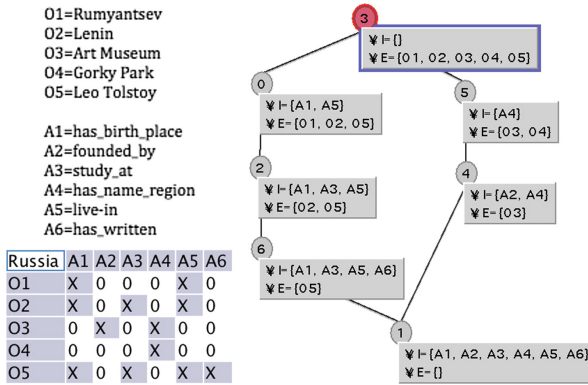 O1=Rumyantsev
O2=Lenin
O3=Art Museum
O4=Gorky Park
O5=Leo Tolstoy
A1=has_birth_place
A2=founded_by
A3=study_at
A4=has_name_region
A5=live-in
A6=has_written
Russia A1 A2 A3 A4 A5 A6
O1 X 0 0 0 X 0
O2 X 0 X 0 X 0
O3 0 X 0 X 0 0
O4 0 0 0 X 0 0
O5 X 0 X 0 X X
3
¥ I={}
¥ E={O1, O2, O3, O4, O5}
0
¥ I={A1, A5}
¥ E={O1, O2, O5}
5
¥ I={A4}
¥ E={O3, O4}
2
¥ I={A1, A3, A5}
¥ E={O2, O5}
4
¥ I={A2, A4}
¥ E={O3}
6
¥ I={A1, A3, A5, A6}
¥ E={O5}
1
¥ I={A1, A2, A3, A4, A5, A6}
¥ E={}